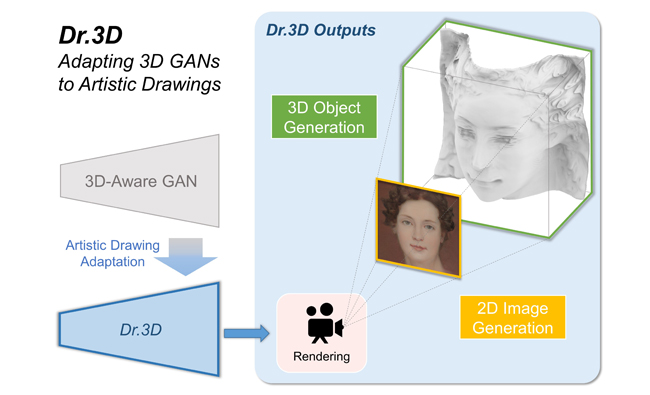 Dr.3D
Adapting 3D GANs
to Artistic Drawings
3D-Aware GAN
Artistic Drawing
Adaptation
Dr.3D
Dr.3D Outputs
3D Object
Generation
2D Image
Generation
Rendering